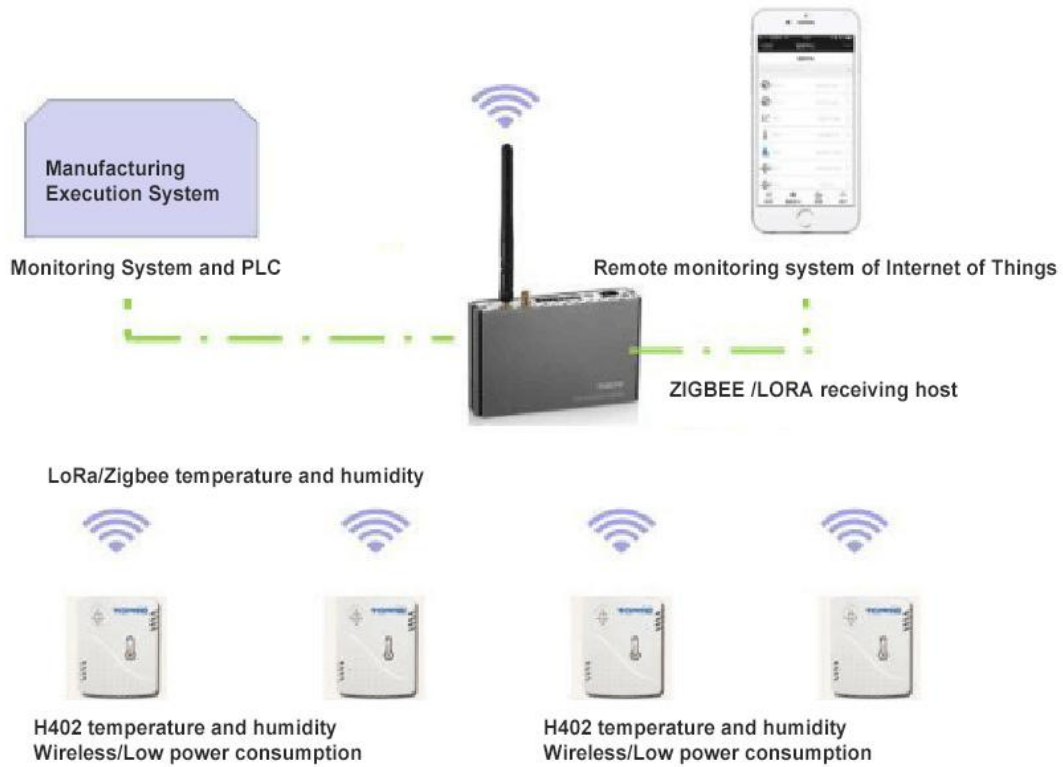 Manufacturing
Execution System
Monitoring System and PLC
Remote monitoring system of Internet of Things
ZIGBEE /LORA receiving host
LoRa/Zigbee temperature and humidity
H402 temperature and humidity
Wireless/Low power consumption
H402 temperature and humidity
Wireless/Low power consumption